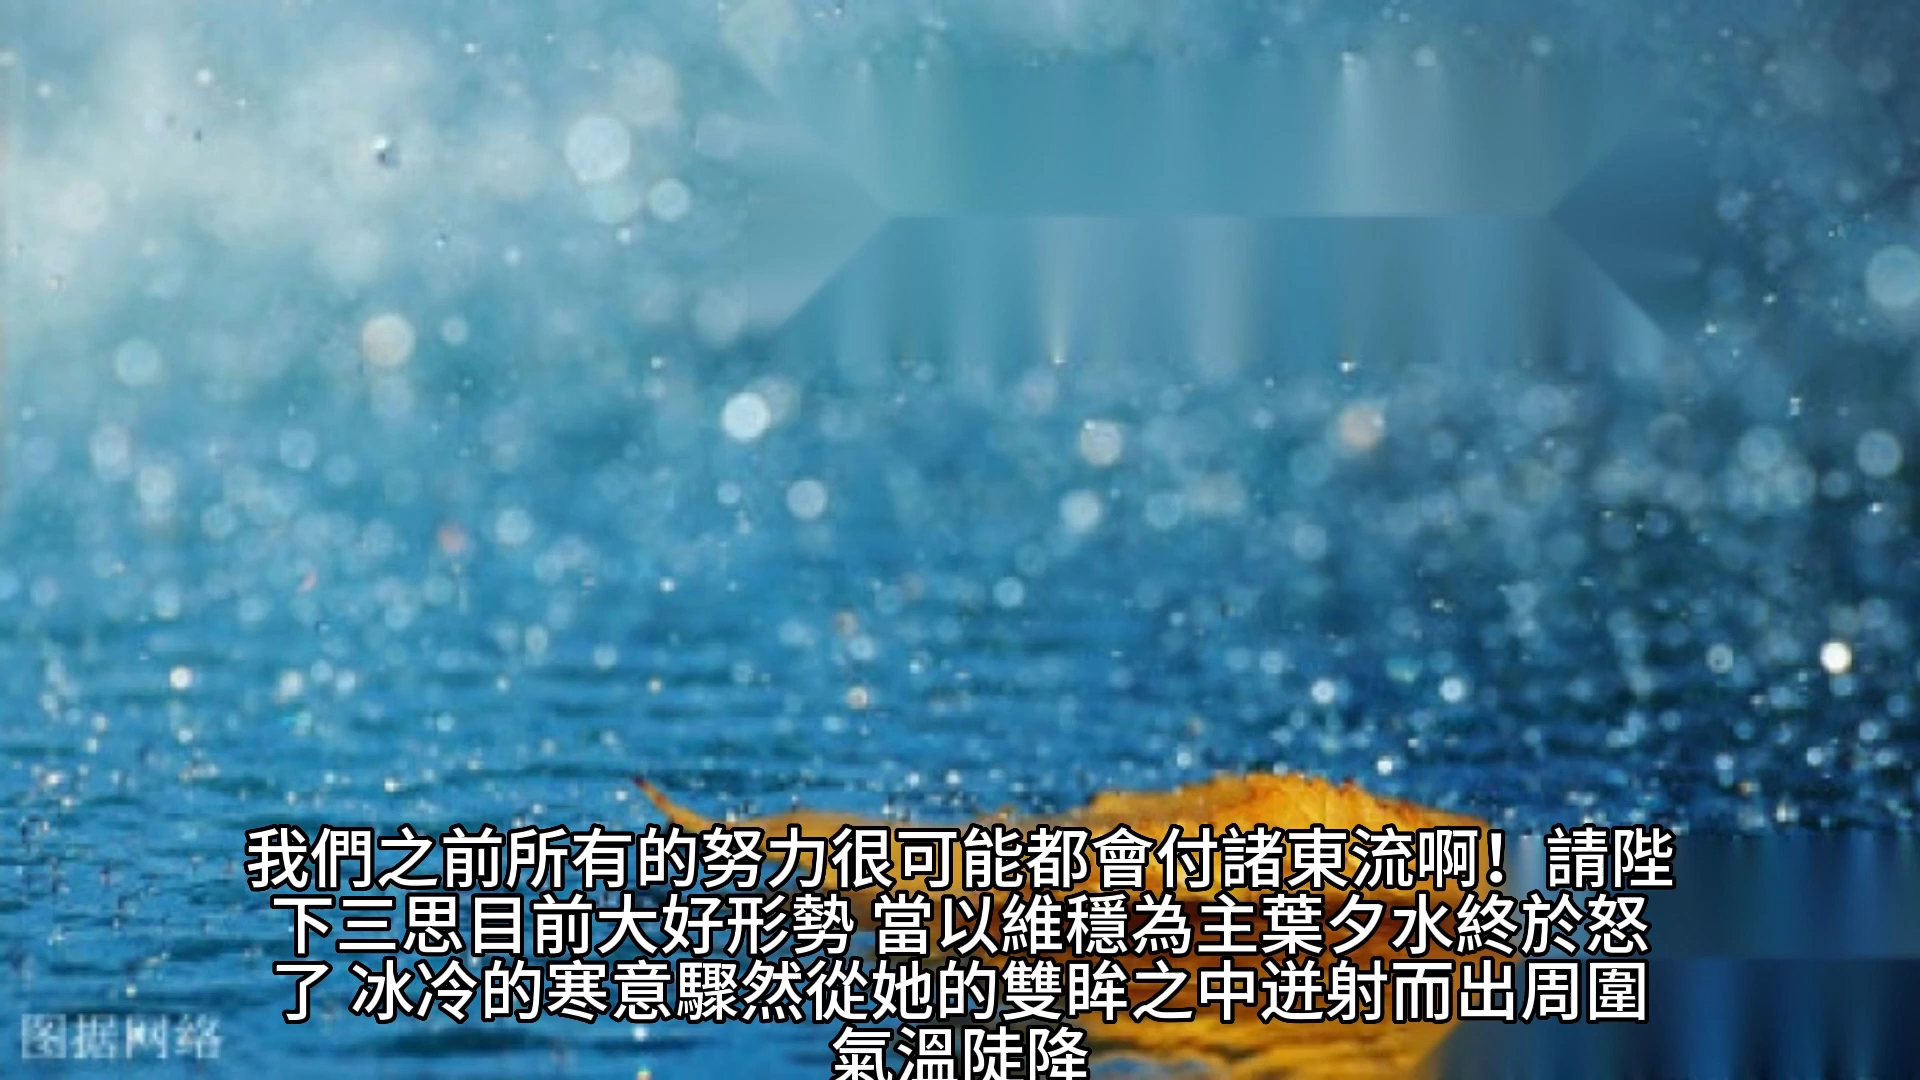 我們之前所有的努力很可能都會付諸東流啊！請陛
下三思目前大好形勢 當以維穩為主葉夕水終於怒
了 冰冷的寒意驟然從她的雙眸之中迸射而出周圍
氣溫陡降
图据网络